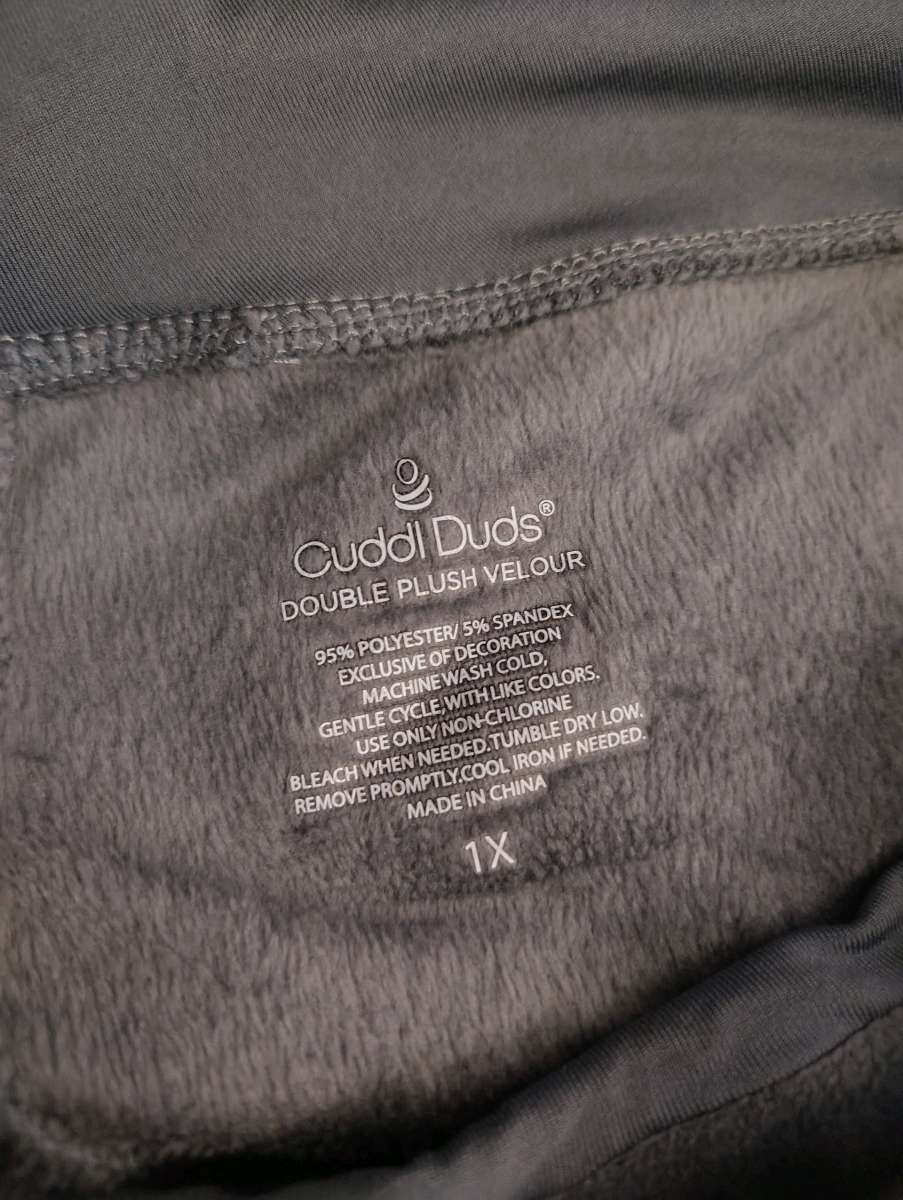 Cuddl Duds®
DOUBLE PLUSH VELOUR
95% POLYESTER/ 5% SPANDEX
EXCLUSIVE OF DECORATION
MACHINE WASH COLD,
GENTLE CYCLE,WITH LIKE COLORS.
USE ONLY NON-CHLORINE
BLEACH WHEN NEEDED.TUMBLE DRY LOW.
REMOVE PROMPTLY.COOL IRON IF NEEDED.
MADE IN CHINA
1X